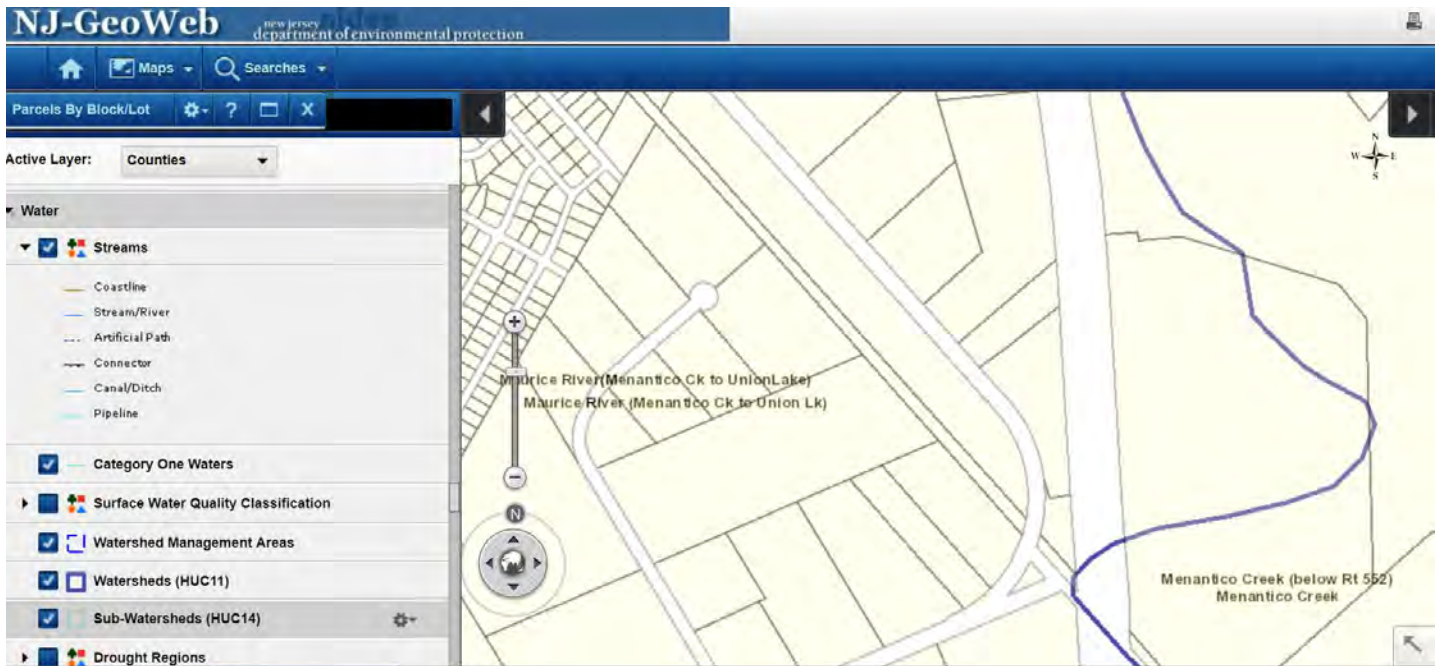 NJ-GeoWeb
new jersey
department of environmental protection
Maps
Searches
Parcels By Block/Lot
?
X
Active Layer:
Counties
N
W E
S
Water
Streams
Coastline
Stream/River
Artificial Path
Connector
Canal/Ditch
Pipeline
Category One Waters
Surface Water Quality Classification
Watershed Management Areas
Watersheds (HUC11)
Sub-Watersheds (HUC14)
Drought Regions
+
Maurice River(Menantico Ck to UnionLake)
Maurice River (Menantico Ck to Union Lk)
−
N
Menantico Creek (below Rt 552)
Menantico Creek